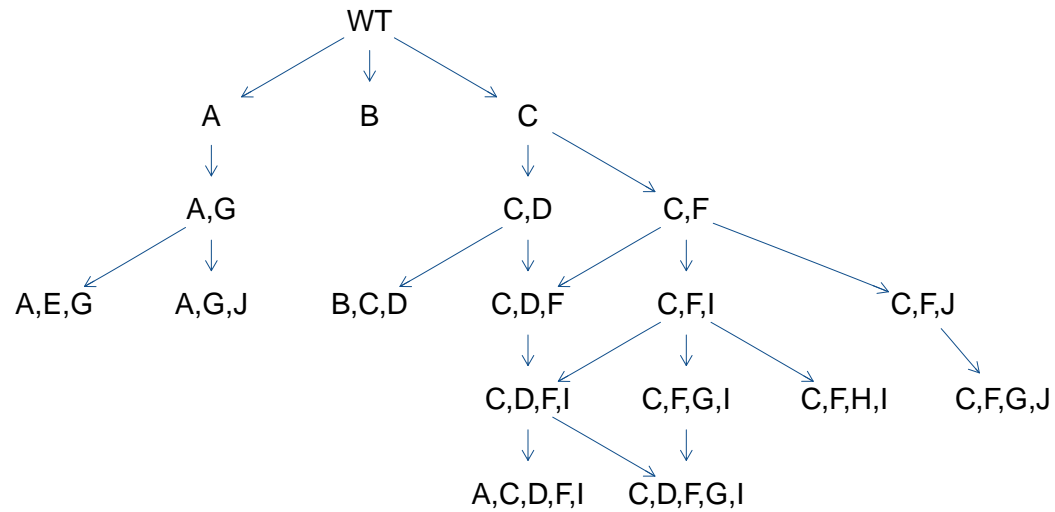 WT
A B C
A,G C,D C,F
A,E,G A,G,J B,C,D C,D,F C,F,I C,F,J
C,D,F,I C,F,G,I C,F,H,I C,F,G,J
A,C,D,F,I C,D,F,G,I